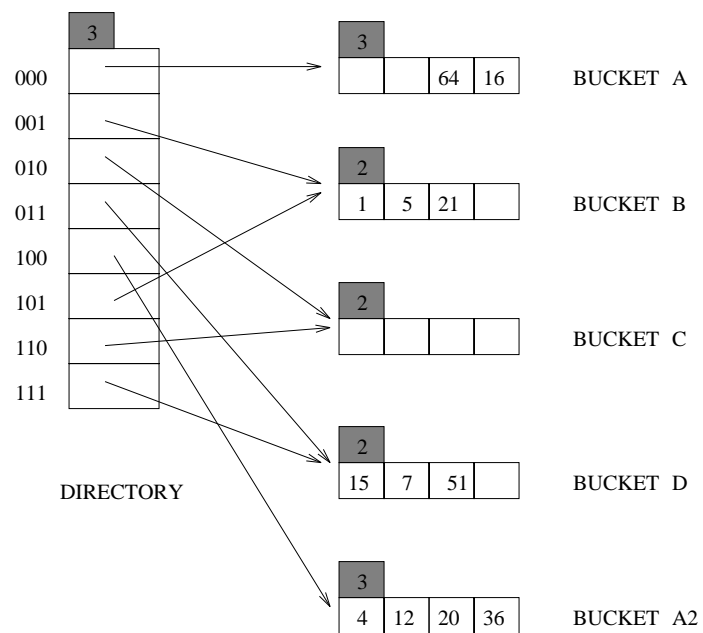 3
3
000
64 16
BUCKET A
001
010
2
011
1 5 21
BUCKET B
100
101
2
110
BUCKET C
111
2
DIRECTORY
15 7 51
BUCKET D
3
4 12 20 36
BUCKET A2